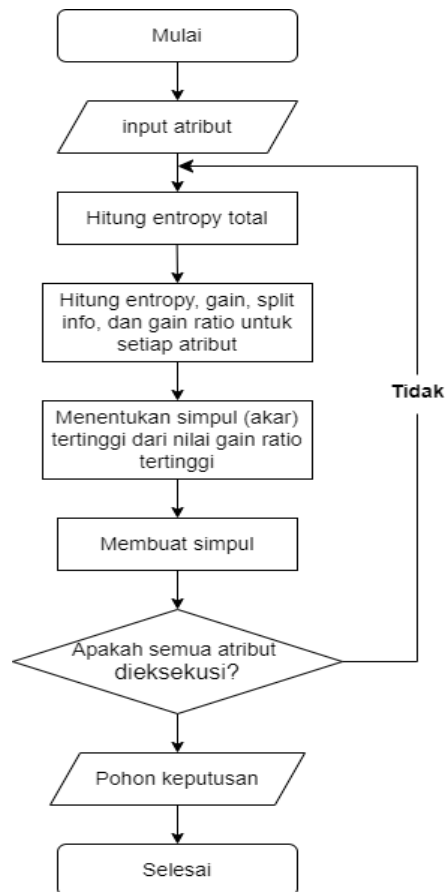 Mulai
input atribut
Hitung entropy total
Hitung entropy, gain, split
info, dan gain ratio untuk
setiap atribut
Tidak
Menentukan simpul (akar)
tertinggi dari nilai gain ratio
tertinggi
Membuat simpul
Apakah semua atribut
dieksekusi?
Pohon keputusan
Selesai